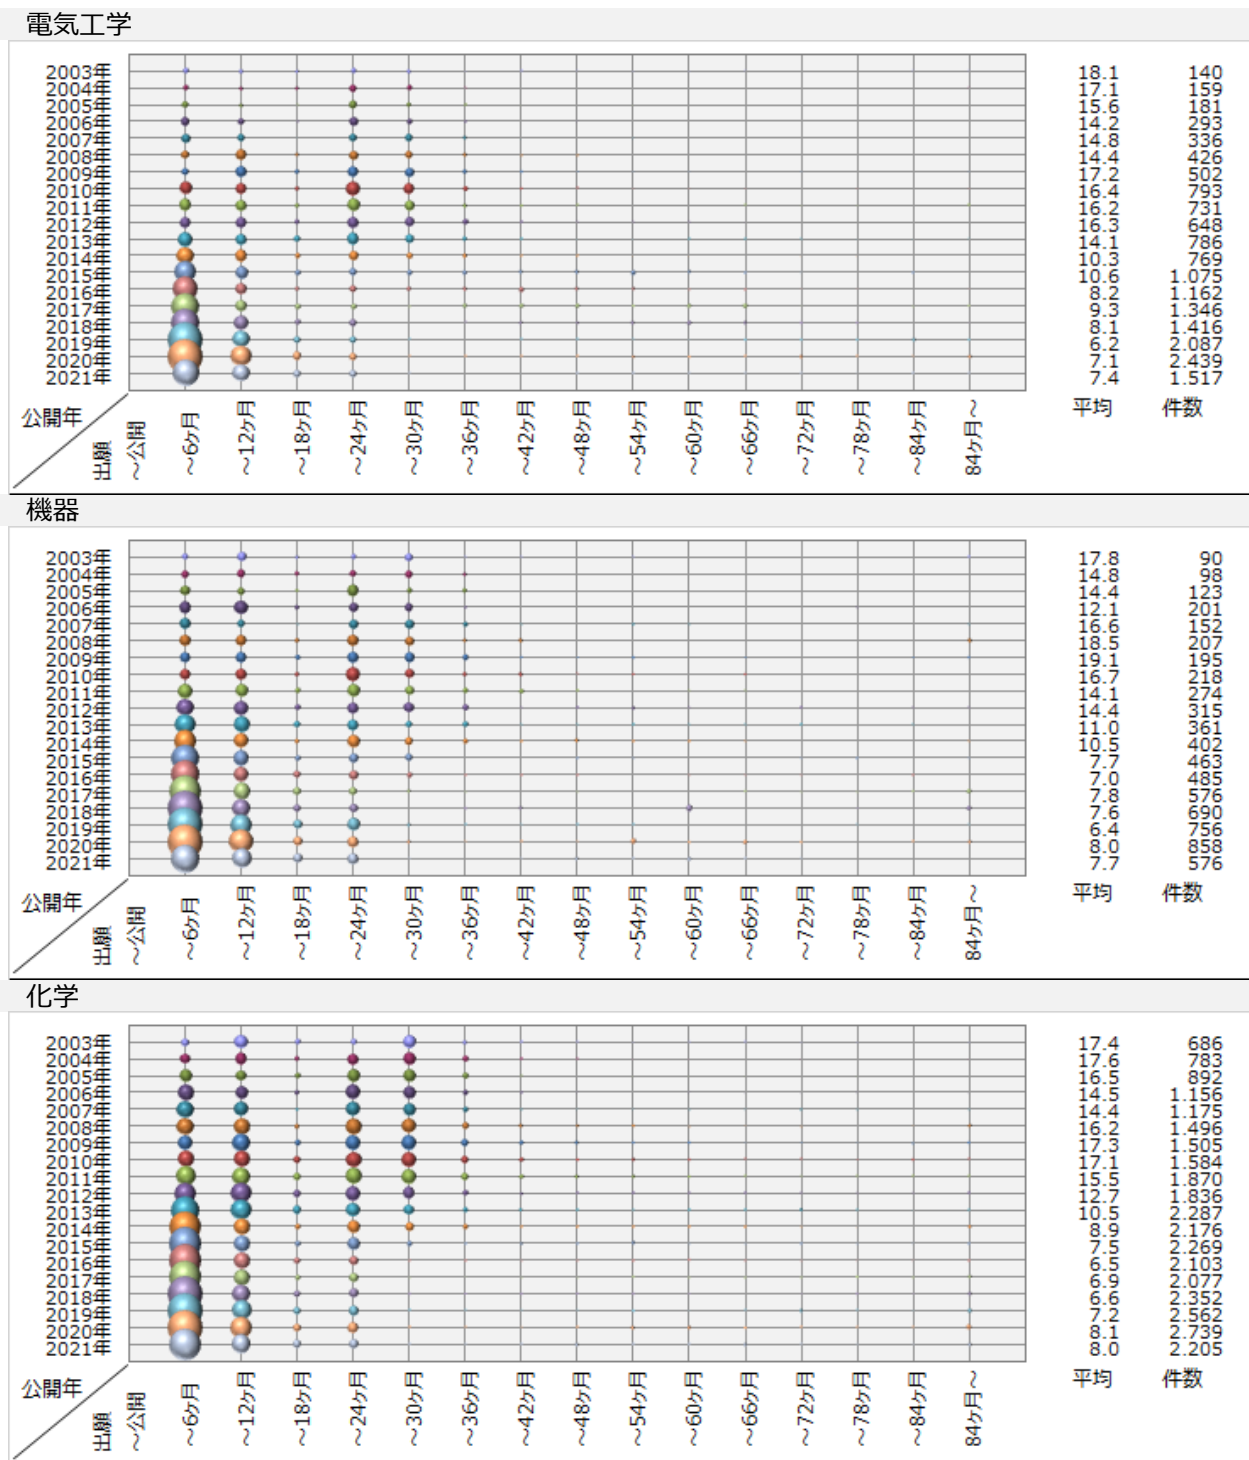 電気工学
2003年 18.1 140
2004年 17.1 159
2005年 15.6 181
2006年 14.2 293
2007年 14.8 336
2008年 14.4 426
2009年 17.2 502
2010年 16.4 793
2011年 16.2 731
2012年 16.3 648
2013年 14.1 786
2014年 10.3 769
2015年 10.6 1.075
2016年 8.2 1.162
2017年 9.3 1.346
2018年 8.1 1.416
2019年 6.2 2.087
2020年 7.1 2.439
2021年 7.4 1.517
公開年 出願 ～公開 ～6ヶ月 ～12ヶ月 ～18ヶ月 ～24ヶ月 ～30ヶ月 ～36ヶ月 ～42ヶ月 ～48ヶ月 ～54ヶ月 ～60ヶ月 ～66ヶ月 ～72ヶ月 ～78ヶ月 ～84ヶ月 84ヶ月～ 平均 件数
機器
2003年 17.8 90
2004年 14.8 98
2005年 14.4 123
2006年 12.1 201
2007年 16.6 152
2008年 18.5 207
2009年 19.1 195
2010年 16.7 218
2011年 14.1 274
2012年 14.4 315
2013年 11.0 361
2014年 10.5 402
2015年 7.7 463
2016年 7.0 485
2017年 7.8 576
2018年 7.6 690
2019年 6.4 756
2020年 8.0 858
2021年 7.7 576
公開年 出願 ～公開 ～6ヶ月 ～12ヶ月 ～18ヶ月 ～24ヶ月 ～30ヶ月 ～36ヶ月 ～42ヶ月 ～48ヶ月 ～54ヶ月 ～60ヶ月 ～66ヶ月 ～72ヶ月 ～78ヶ月 ～84ヶ月 84ヶ月～ 平均 件数
化学
2003年 17.4 686
2004年 17.6 783
2005年 16.5 892
2006年 14.5 1.156
2007年 14.4 1.175
2008年 16.2 1.496
2009年 17.3 1.505
2010年 17.1 1.584
2011年 15.5 1.870
2012年 12.7 1.836
2013年 10.5 2.287
2014年 8.9 2.176
2015年 7.5 2.269
2016年 6.5 2.103
2017年 6.9 2.077
2018年 6.6 2.352
2019年 7.2 2.562
2020年 8.1 2.739
2021年 8.0 2.205
公開年 出願 ～公開 ～6ヶ月 ～12ヶ月 ～18ヶ月 ～24ヶ月 ～30ヶ月 ～36ヶ月 ～42ヶ月 ～48ヶ月 ～54ヶ月 ～60ヶ月 ～66ヶ月 ～72ヶ月 ～78ヶ月 ～84ヶ月 84ヶ月～ 平均 件数